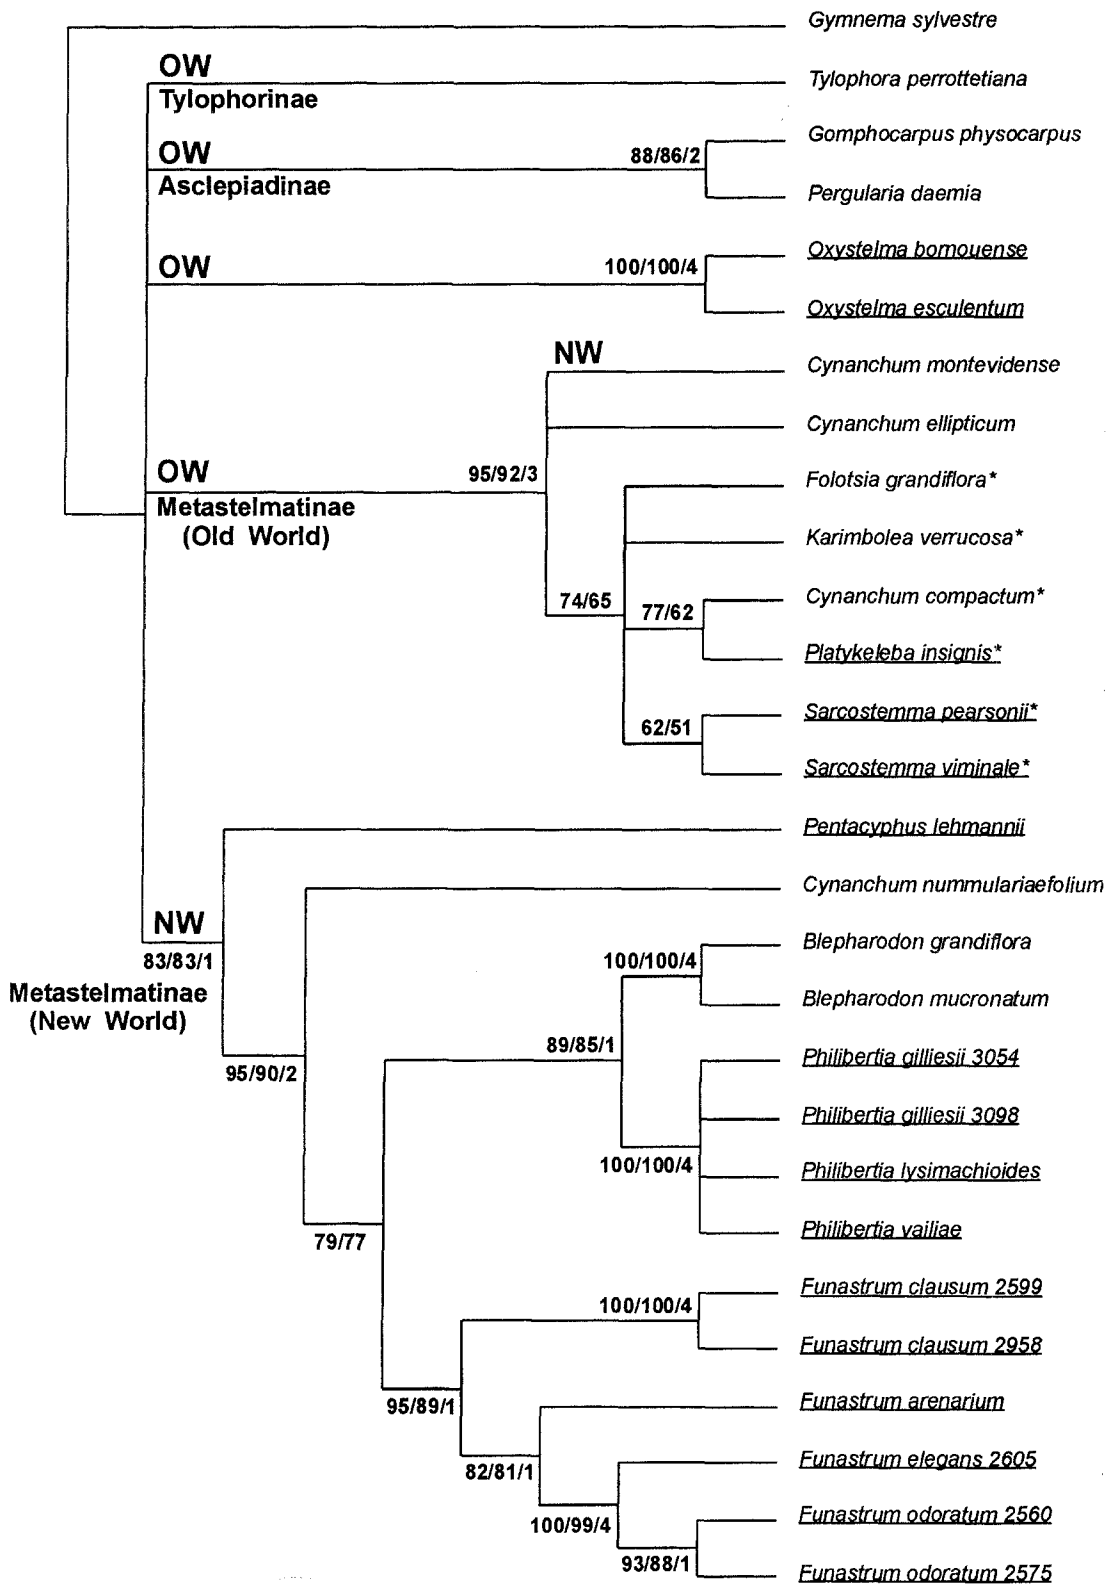 Gymnema sylvestre
OW
Tylophorinae
Tylophora perrottetiana
OW
Asclepiadinae
88/86/2
Gomphocarpus physocarpus
Pergularia daemia
OW
100/100/4
Oxystelma bornouense
Oxystelma esculentum
NW
Cynanchum montevidense
Cynanchum ellipticum
OW
Metastelmatinae
(Old World)
95/92/3
Folotsia grandiflora*
Karimbolea verrucosa*
74/65
77/62
Cynanchum compactum*
Platykeleba insignis*
62/51
Sarcostemma pearsonii*
Sarcostemma viminale*
Pentacyphus lehmannii
NW
83/83/1
Metastelmatinae
(New World)
Cynanchum nummulariaefolium
95/90/2
100/100/4
Blepharodon grandiflora
Blepharodon mucronatum
89/85/1
Philibertia gilliesii 3054
Philibertia gilliesii 3098
100/100/4
Philibertia lysimachioides
Philibertia vailiae
79/77
100/100/4
Funastrum clausum 2599
Funastrum clausum 2958
95/89/1
Funastrum arenarium
82/81/1
Funastrum elegans 2605
100/99/4
Funastrum odoratum 2560
93/88/1
Funastrum odoratum 2575